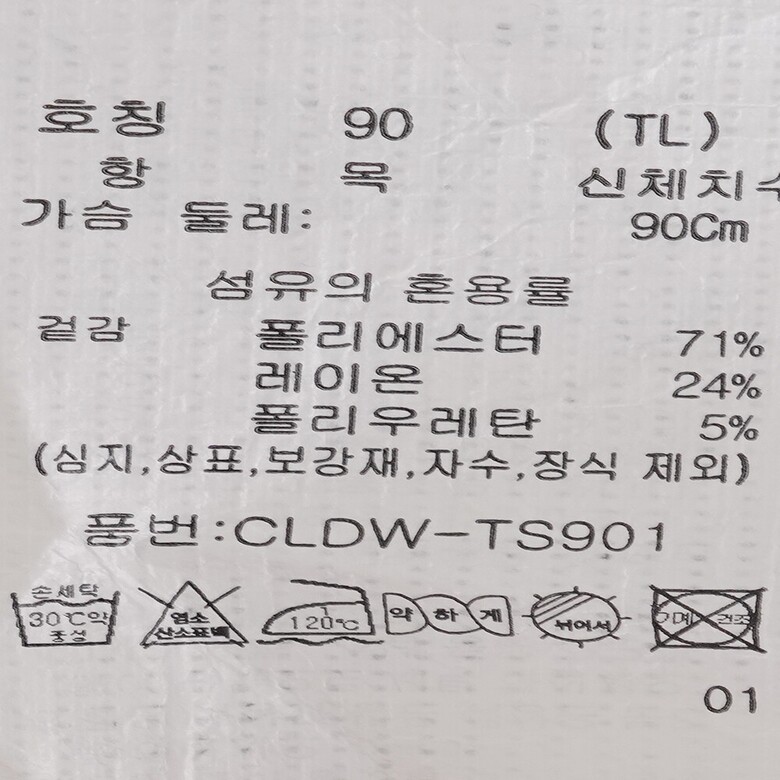 호칭 90 (TL)
항 목 신체치수
가슴 둘레: 90Cm
섬유의 혼용률
겉감 폴리에스터 71%
레이온 24%
폴리우레탄 5%
(심지,상표,보강재,자수,장식 제외)
품번:CLDW-TS901
손세탁
30℃약 중성
염소 산소표백
120℃
약하게
뉘어서
기계 건조
01